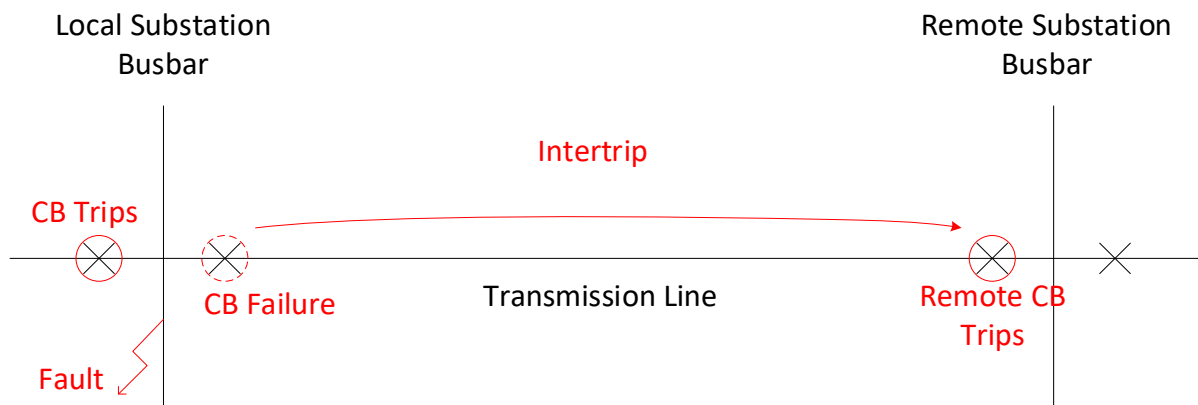 Local Substation
Busbar
Remote Substation
Busbar
Intertrip
CB Trips
CB Failure
Transmission Line
Remote CB
Trips
Fault